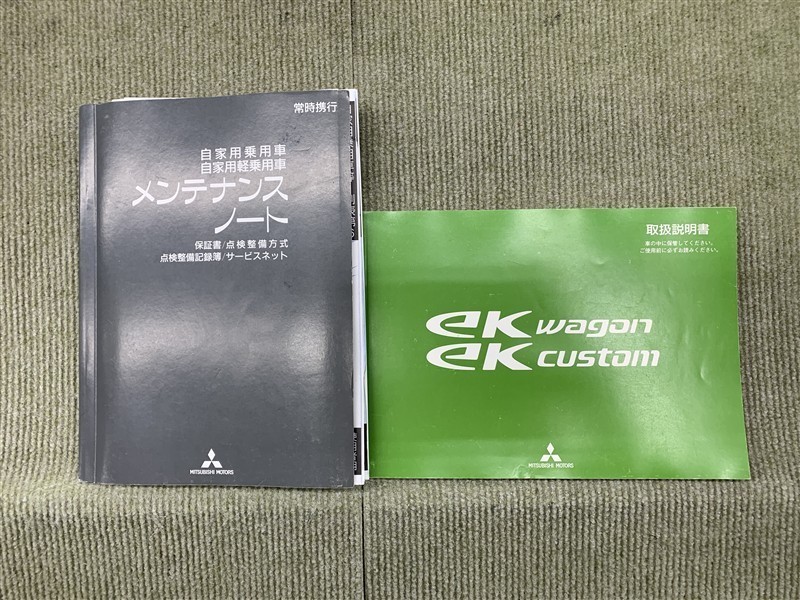 常時携行
自家用乗用車
自家用軽乗用車
メンテナンス
ノート
保証書/点検整備方式
点検整備記録簿/サービスネット
MITSUBISHI MOTORS
取扱説明書
車の中に保管してください。
ご使用前に必ずお読みください。
eK wagon
eK custom
MITSUBISHI MOTORS